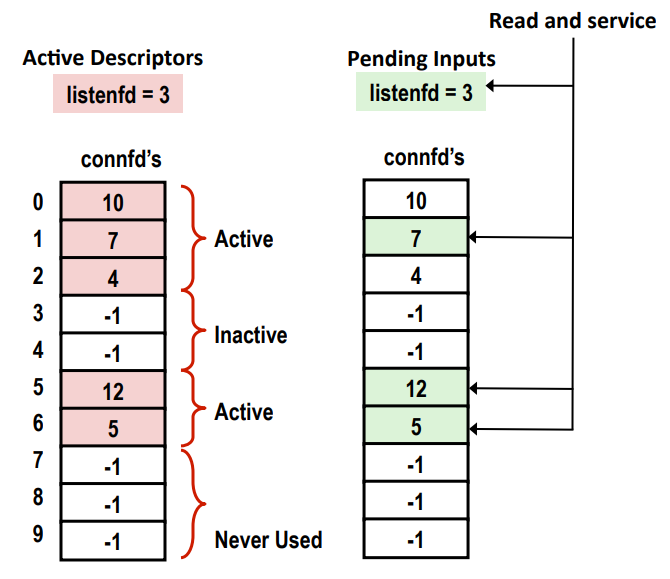 Read and service
Active Descriptors
Pending Inputs
listenfd = 3
listenfd = 3
connfd's
connfd's
0 10
1 7 Active
2 4
3 -1
4 -1
Inactive
5 12
6 5
Active
7 -1
8 -1
9 -1
Never Used
10
7
4
-1
-1
12
5
-1
-1
-1